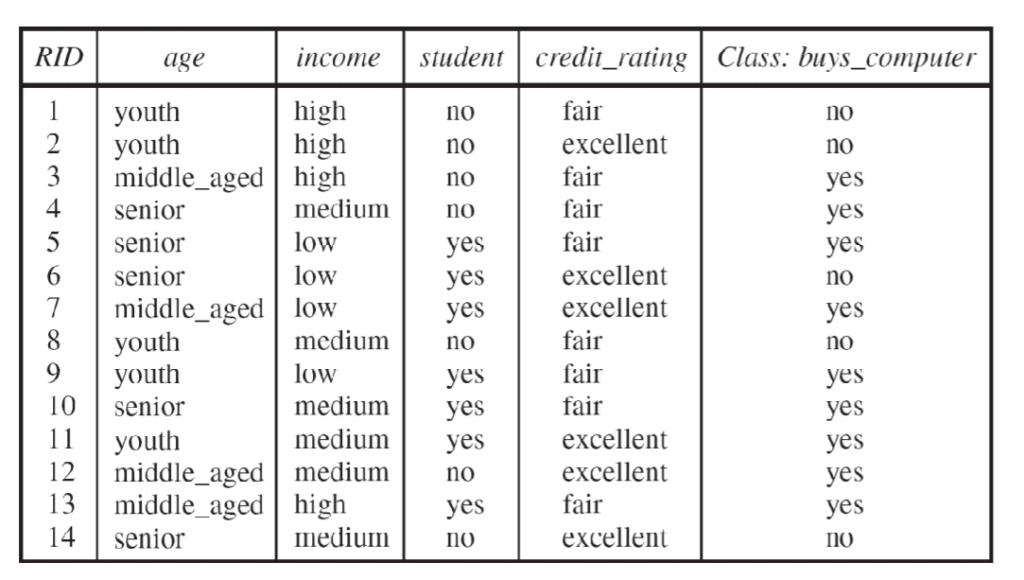 RID age income student credit_rating Class: buys_computer
1 youth high no fair no
2 youth high no excellent no
3 middle_aged high no fair yes
4 senior medium no fair yes
5 senior low yes fair yes
6 senior low yes excellent no
7 middle_aged low yes excellent yes
8 youth medium no fair no
9 youth low yes fair yes
10 senior medium yes fair yes
11 youth medium yes excellent yes
12 middle_aged medium no excellent yes
13 middle_aged high yes fair yes
14 senior medium no excellent no